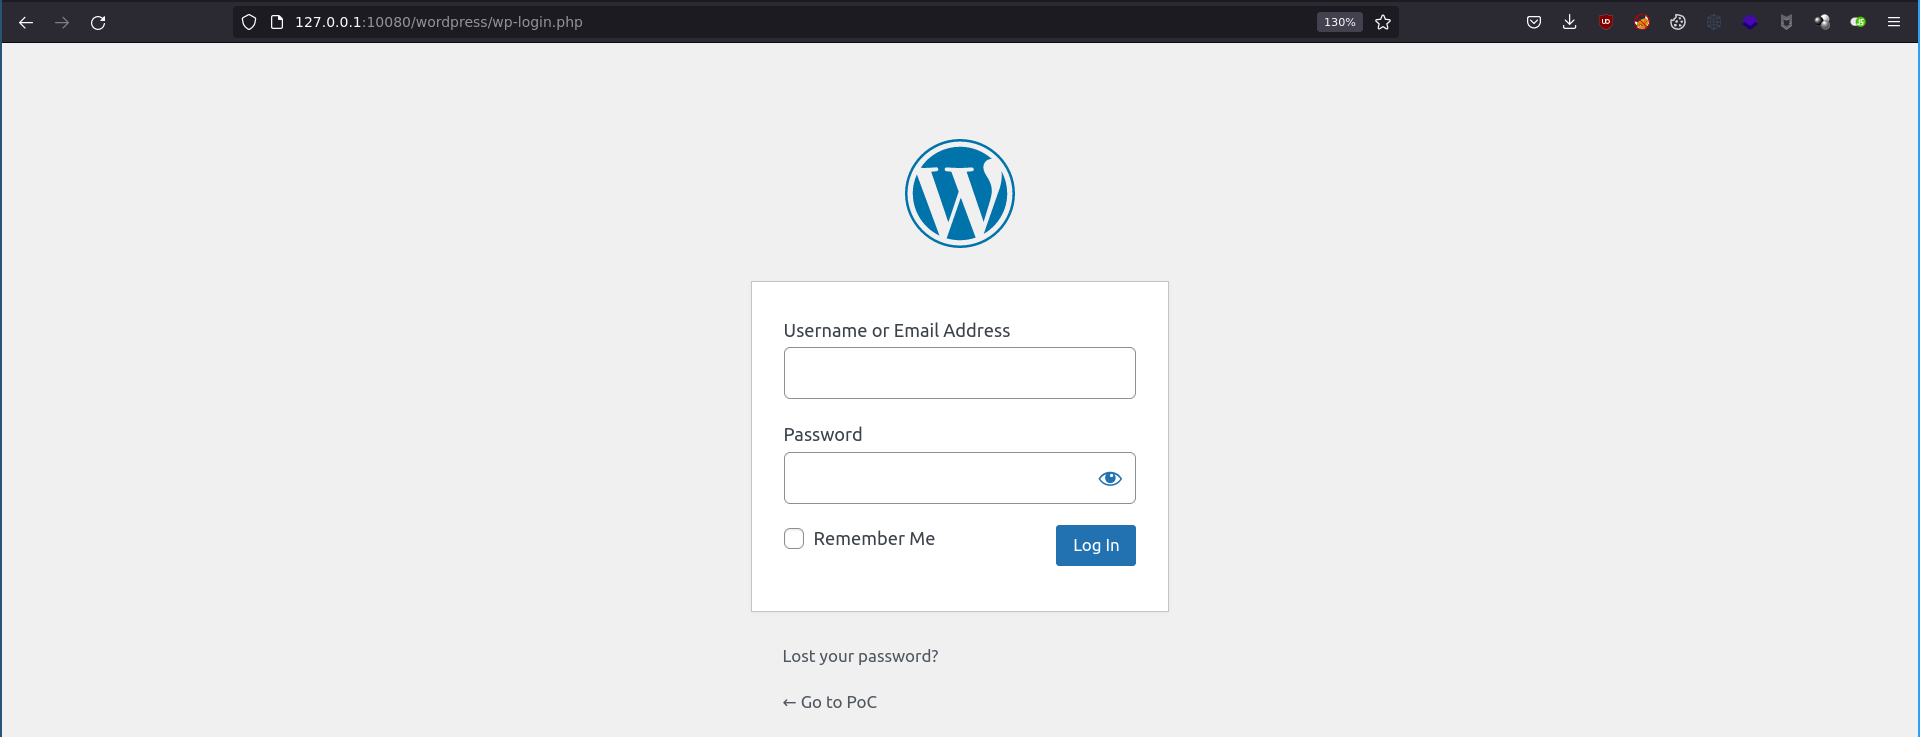 127.0.0.1:10080/wordpress/wp-login.php 130%
Username or Email Address
Password
Remember Me Log In
Lost your password?
← Go to PoC